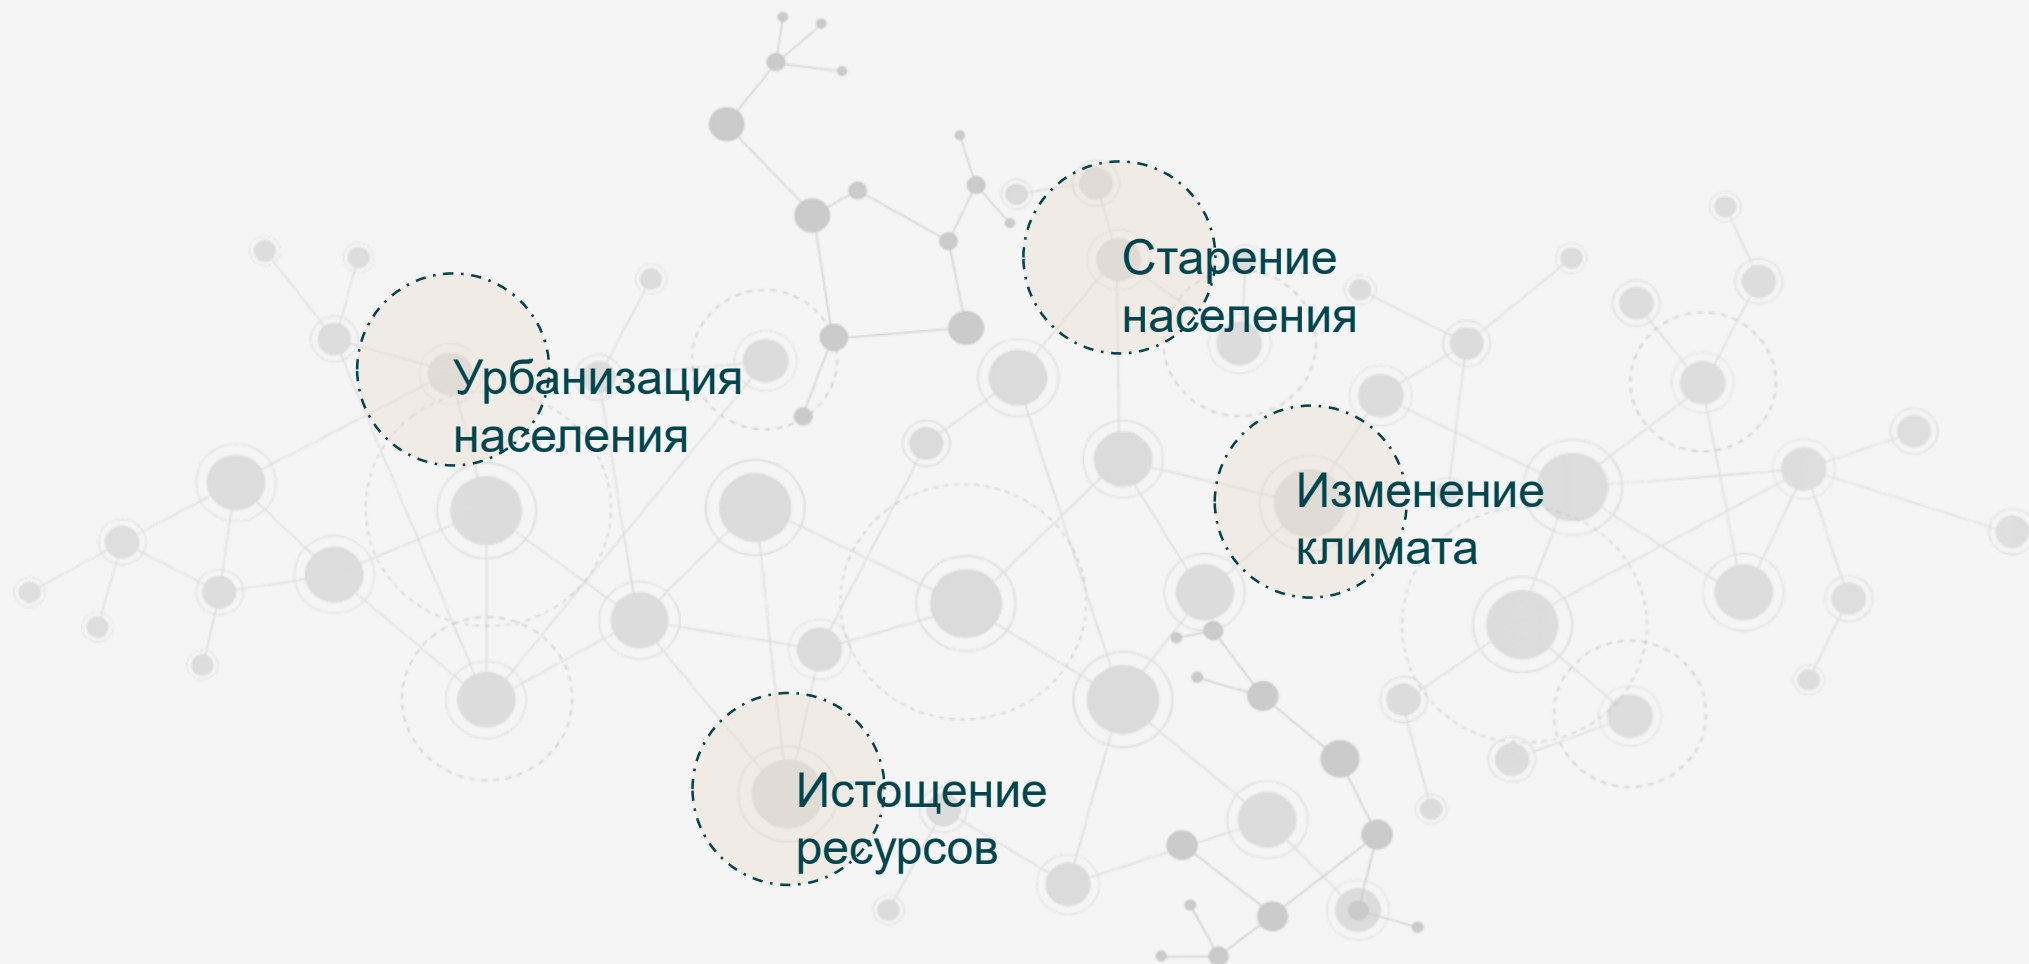 Старение
населения
Урбанизация
населения
Изменение
климата
Истощение
ресурсов